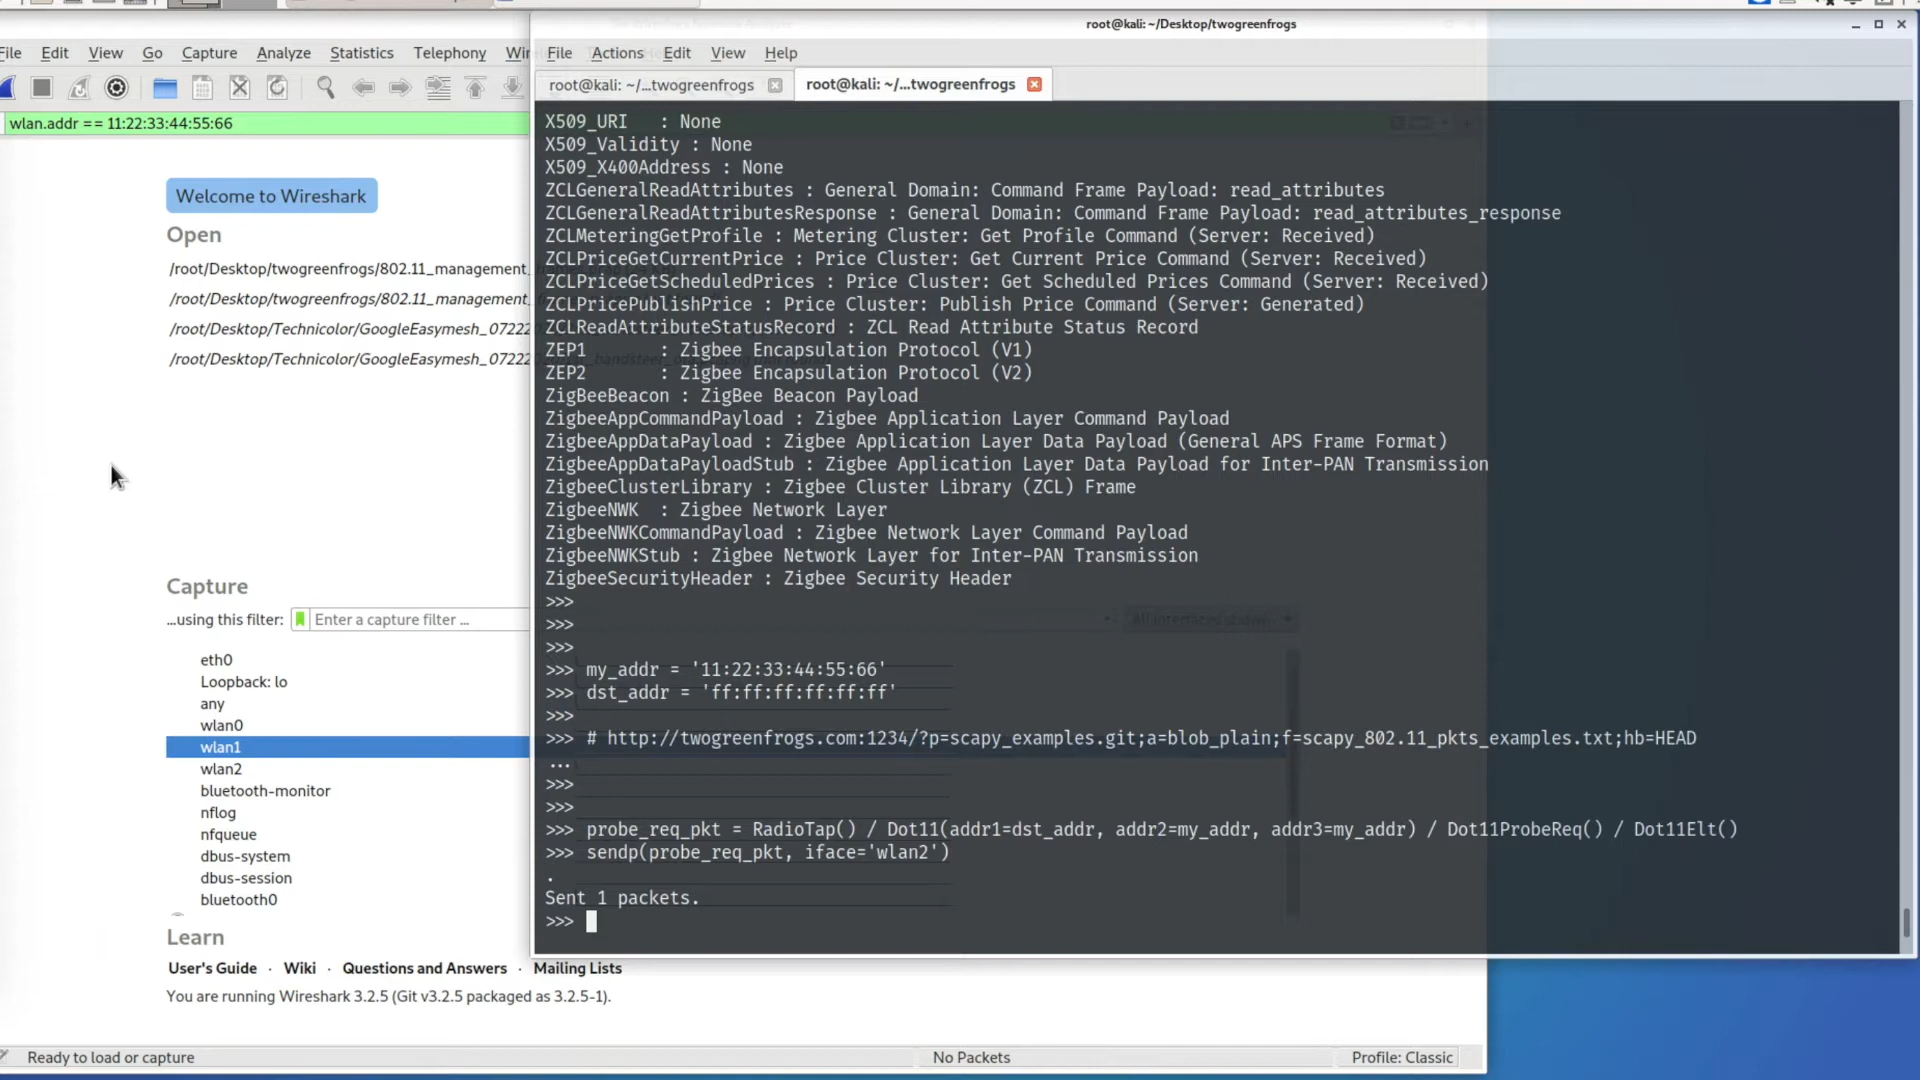 root@kali: ~/Desktop/twogreenfrogs
File Edit View Go Capture Analyze Statistics Telephony Wir
wlan.addr == 11:22:33:44:55:66
Welcome to Wireshark
Open
/root/Desktop/twogreenfrogs/802.11_management_
/root/Desktop/twogreenfrogs/802.11_management_
/root/Desktop/Technicolor/GoogleEasymesh_0722
/root/Desktop/Technicolor/GoogleEasymesh_0722
Capture
...using this filter: Enter a capture filter ...
eth0
Loopback: lo
any
wlan0
wlan1
wlan2
bluetooth-monitor
nflog
nfqueue
dbus-system
dbus-session
bluetooth0
Learn
User's Guide · Wiki · Questions and Answers · Mailing Lists
You are running Wireshark 3.2.5 (Git v3.2.5 packaged as 3.2.5-1).
Ready to load or capture No Packets Profile: Classic
File Actions Edit View Help
root@kali: ~/...twogreenfrogs root@kali: ~/...twogreenfrogs
X509_URI : None
X509_Validity : None
X509_X400Address : None
ZCLGeneralReadAttributes : General Domain: Command Frame Payload: read_attributes
ZCLGeneralReadAttributesResponse : General Domain: Command Frame Payload: read_attributes_response
ZCLMeteringGetProfile : Metering Cluster: Get Profile Command (Server: Received)
ZCLPriceGetCurrentPrice : Price Cluster: Get Current Price Command (Server: Received)
ZCLPriceGetScheduledPrices : Price Cluster: Get Scheduled Prices Command (Server: Received)
ZCLPricePublishPrice : Price Cluster: Publish Price Command (Server: Generated)
ZCLReadAttributeStatusRecord : ZCL Read Attribute Status Record
ZEP1 : Zigbee Encapsulation Protocol (V1)
ZEP2 : Zigbee Encapsulation Protocol (V2)
ZigBeeBeacon : ZigBee Beacon Payload
ZigbeeAppCommandPayload : Zigbee Application Layer Command Payload
ZigbeeAppDataPayload : Zigbee Application Layer Data Payload (General APS Frame Format)
ZigbeeAppDataPayloadStub : Zigbee Application Layer Data Payload for Inter-PAN Transmission
ZigbeeClusterLibrary : Zigbee Cluster Library (ZCL) Frame
ZigbeeNWK : Zigbee Network Layer
ZigbeeNWKCommandPayload : Zigbee Network Layer Command Payload
ZigbeeNWKStub : Zigbee Network Layer for Inter-PAN Transmission
ZigbeeSecurityHeader : Zigbee Security Header
>>>
>>>
>>>
>>> my_addr = '11:22:33:44:55:66'
>>> dst_addr = 'ff:ff:ff:ff:ff:ff'
>>>
>>> # http://twogreenfrogs.com:1234/?p=scapy_examples.git;a=blob_plain;f=scapy_802.11_pkts_examples.txt;hb=HEAD
...
>>>
>>>
>>> probe_req_pkt = RadioTap() / Dot11(addr1=dst_addr, addr2=my_addr, addr3=my_addr) / Dot11ProbeReq() / Dot11Elt()
>>> sendp(probe_req_pkt, iface='wlan2')
.
Sent 1 packets.
>>>